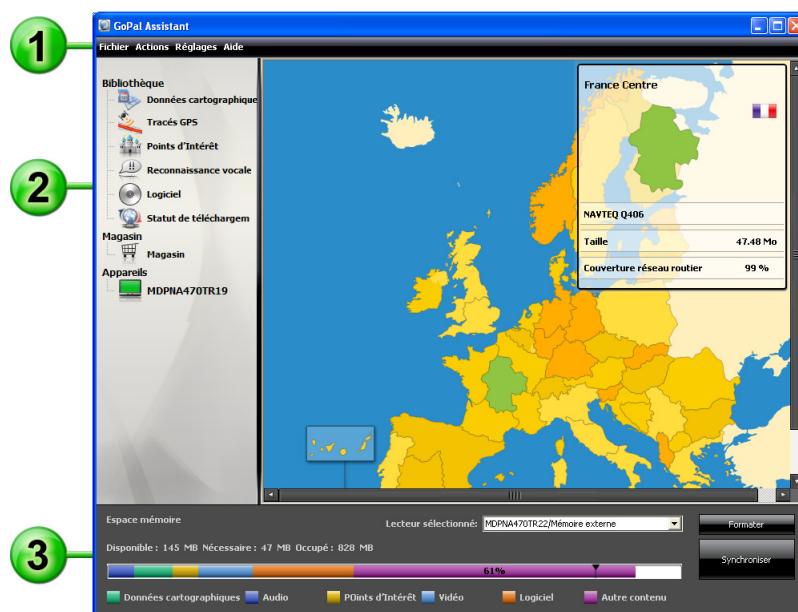 GoPal Assistant
1
Fichier Actions Réglages Aide
Bibliothèque
Données cartographique
Tracés GPS
2
Points d'Intérêt
Reconnaissance vocale
Logiciel
Statut de téléchargem
Magasin
Magasin
Appareils
MDPNA470TR19
France Centre
NAVTEQ Q406
Taille 47.48 Mo
Couverture réseau routier 99 %
3
Espace mémoire
Lecteur sélectionné: MDPNA470TR22/Mémoire externe
Formater
Disponible : 145 MB Nécessaire : 47 MB Occupé : 828 MB
Synchroniser
61%
Données cartographiques Audio POints d'Intérêt Vidéo Logiciel Autre contenu